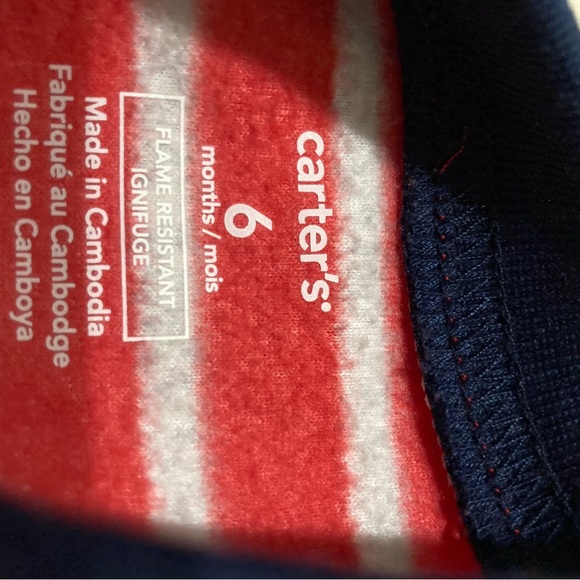 carter's
6
months / mois
FLAME RESISTANT
IGNIFUGE
Made in Cambodia
Fabriqué au Cambodge
Hecho en Camboya